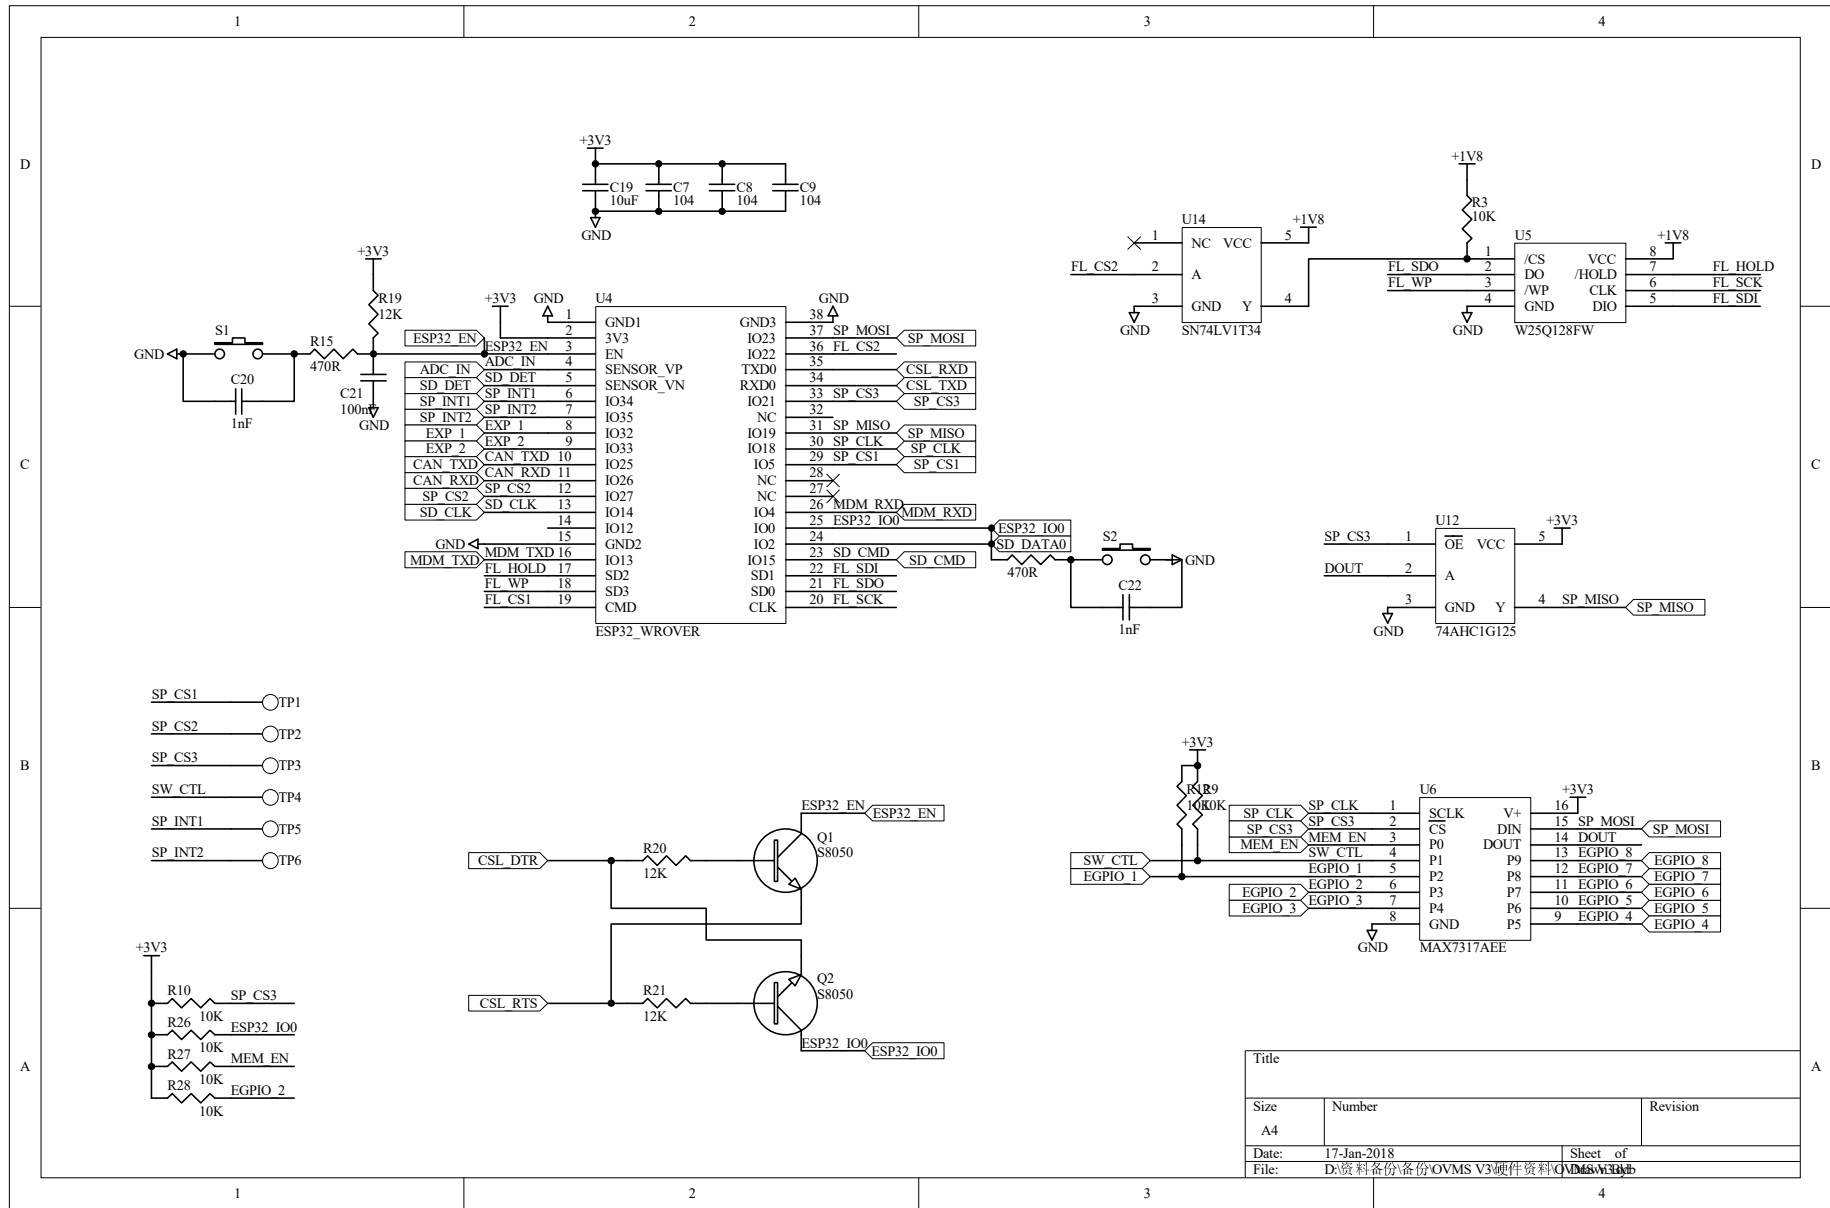 1 2 3 4
D D
C C
B B
A A
1 2 3 4
+3V3
C19 C7 C8 C9
10uF 104 104 104
GND
+3V3
R19
12K
S1
GND
R15
470R
C20
1nF
C21
GND
ESP32_EN
ADC_IN
SD_DET
SP_INT1
SP_INT2
EXP_1
EXP_2
CAN_TXD
CAN_RXD
SP_CS2
SD_CLK
GND
MDM_TXD
+3V3
GND
U4
GND
1 GND1
2 3V3
ESP32_EN 3 EN
ADC_IN 4 SENSOR_VP
SD_DET 5 SENSOR_VN
SP_INT1 6 IO34
SP_INT2 7 IO35
EXP_1 8 IO32
EXP_2 9 IO33
CAN_TXD 10 IO25
CAN_RXD 11 IO26
SP_CS2 12 IO27
SD_CLK 13 IO14
14 IO12
15 GND2
MDM_TXD 16 IO13
FL_HOLD 17 SD2
FL_WP 18 SD3
FL_CS1 19 CMD
GND3 38
IO23 37 SP_MOSI SP_MOSI
IO22 36 FL_CS2
TXD0 35 CSL_RXD
RXD0 34 CSL_TXD
IO21 33 SP_CS3 SP_CS3
NC 32
IO19 31 SP_MISO SP_MISO
IO18 30 SP_CLK SP_CLK
IO5 29 SP_CS1 SP_CS1
NC 28
NC 27
IO4 26 MDM_RXD MDM_RXD
IO0 25 ESP32_IO0 ESP32_IO0
IO2 24 SD_DATA0
IO15 23 SD_CMD SD_CMD
SD1 22 FL_SDI
SD0 21 FL_SDO
CLK 20 FL_SCK
ESP32_WROVER
470R
S2
GND
C22
1nF
U14
+1V8
1 NC VCC 5
FL_CS2 2 A
3 GND Y 4
GND
SN74LV1T34
+1V8
R3
10K
U5
+1V8
1 /CS VCC 8
FL_SDO 2 DO /HOLD 7 FL_HOLD
FL_WP 3 /WP CLK 6 FL_SCK
4 GND DIO 5 FL_SDI
GND
W25Q128FW
U12
+3V3
SP_CS3 1 OE VCC 5
DOUT 2 A
3 GND Y 4 SP_MISO SP_MISO
GND
74AHC1G125
SP_CS1 TP1
SP_CS2 TP2
SP_CS3 TP3
SW_CTL TP4
SP_INT1 TP5
SP_INT2 TP6
ESP32_EN ESP32_EN
Q1
S8050
CSL_DTR
R20
12K
CSL_RTS
R21
12K
Q2
S8050
ESP32_IO0 ESP32_IO0
+3V3
U6
+3V3
SP_CLK SP_CLK 1 SCLK V+ 16
SP_CS3 SP_CS3 2 CS DIN 15 SP_MOSI SP_MOSI
MEM_EN MEM_EN 3 P0 DOUT 14 DOUT
SW_CTL SW_CTL 4 P1 P9 13 EGPIO_8 EGPIO_8
EGPIO_1 EGPIO_1 5 P2 P8 12 EGPIO_7 EGPIO_7
EGPIO_2 EGPIO_2 6 P3 P7 11 EGPIO_6 EGPIO_6
EGPIO_3 EGPIO_3 7 P4 P6 10 EGPIO_5 EGPIO_5
8 GND P5 9 EGPIO_4 EGPIO_4
GND
MAX7317AEE
+3V3
R10 SP_CS3
10K
R26 ESP32_IO0
10K
R27 MEM_EN
10K
R28 EGPIO_2
10K
Title
Size Number Revision
A4
Date: 17-Jan-2018 Sheet of
File: D:\资料备份\备份\OVMS V3\硬件资料\